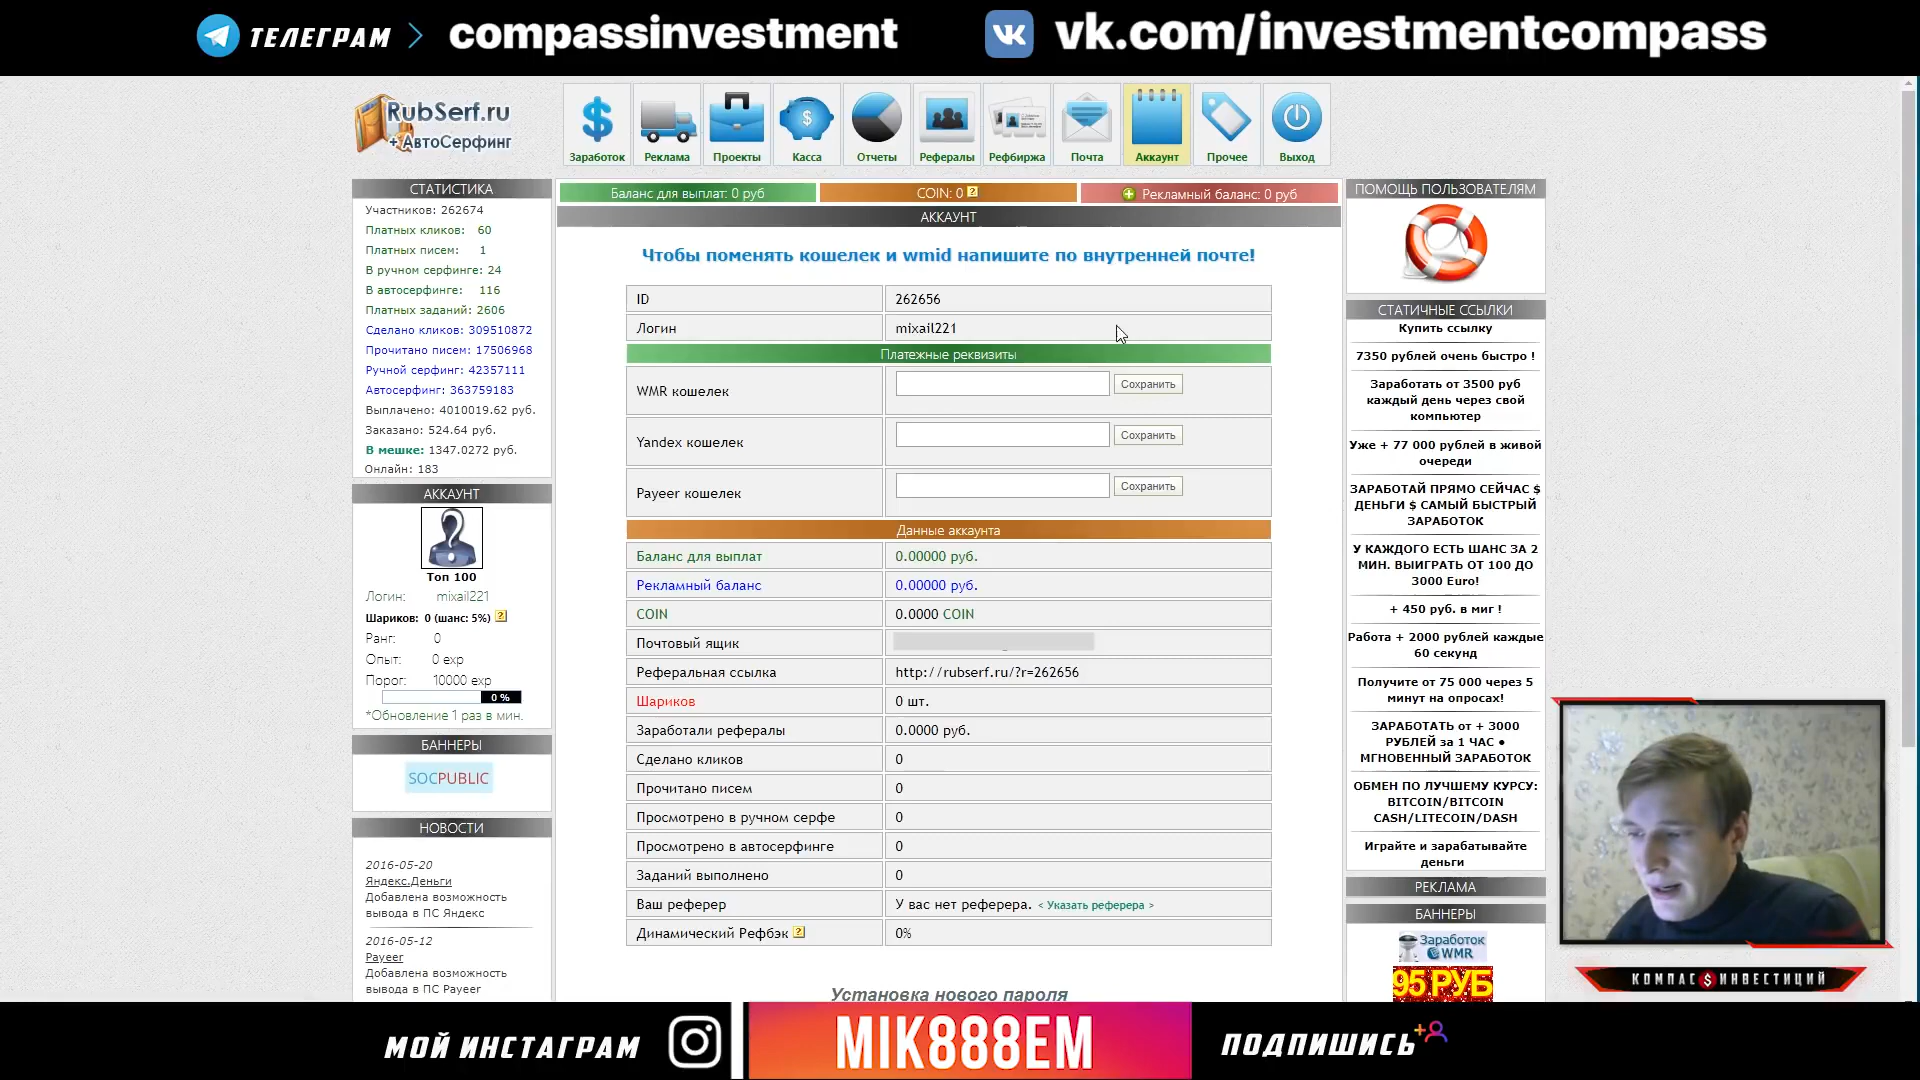 ТЕЛЕГРАМ
compassinvestment
vk.com/investmentcompass
RubSerf.ru
+ АвтоСерфинг
Заработок
Реклама
Проекты
Касса
Отчеты
Рефералы
Рефбиржа
Почта
Аккаунт
Прочее
Выход
СТАТИСТИКА
Участников: 262674
Платных кликов: 60
Платных писем: 1
В ручном серфинге: 24
В автосерфинге: 116
Платных заданий: 2606
Сделано кликов: 309510872
Прочитано писем: 17506968
Ручной серфинг: 42357111
Автосерфинг: 363759183
Выплачено: 4010019.62 руб.
Заказано: 524.64 руб.
В мешке: 1347.0272 руб.
Онлайн: 183
АККАУНТ
Топ 100
Логин: mixail221
Шариков: 0 (шанс: 5%) ?
Ранг: 0
Опыт: 0 exp
Порог: 10000 exp
0 %
*Обновление 1 раз в мин.
БАННЕРЫ
SOCPUBLIC
НОВОСТИ
2016-05-20
Яндекс.Деньги
Добавлена возможность
вывода в ПС Яндекс
2016-05-12
Payeer
Добавлена возможность
вывода в ПС Payeer
Баланс для выплат: 0 руб
COIN: 0 ?
Рекламный баланс: 0 руб
АККАУНТ
Чтобы поменять кошелек и wmid напишите по внутренней почте!
ID 262656
Логин mixail221
Платежные реквизиты
WMR кошелек Сохранить
Yandex кошелек Сохранить
Payeer кошелек Сохранить
Данные аккаунта
Баланс для выплат 0.00000 руб.
Рекламный баланс 0.00000 руб.
COIN 0.0000 COIN
Почтовый ящик
Реферальная ссылка http://rubserf.ru/?r=262656
Шариков 0 шт.
Заработали рефералы 0.0000 руб.
Сделано кликов 0
Прочитано писем 0
Просмотрено в ручном серфе 0
Просмотрено в автосерфинге 0
Заданий выполнено 0
Ваш реферер У вас нет реферера. < Указать реферера >
Динамический Рефбэк ? 0%
Установка нового пароля
ПОМОЩЬ ПОЛЬЗОВАТЕЛЯМ
СТАТИЧНЫЕ ССЫЛКИ
Купить ссылку
7350 рублей очень быстро !
Заработать от 3500 руб
каждый день через свой
компьютер
Уже + 77 000 рублей в живой
очереди
ЗАРАБОТАЙ ПРЯМО СЕЙЧАС $
ДЕНЬГИ $ САМЫЙ БЫСТРЫЙ
ЗАРАБОТОК
У КАЖДОГО ЕСТЬ ШАНС ЗА 2
МИН. ВЫИГРАТЬ ОТ 100 ДО
3000 Euro!
+ 450 руб. в миг !
Работа + 2000 рублей каждые
60 секунд
Получите от 75 000 через 5
минут на опросах!
ЗАРАБОТАТЬ от + 3000
РУБЛЕЙ за 1 ЧАС ●
МГНОВЕННЫЙ ЗАРАБОТОК
ОБМЕН ПО ЛУЧШЕМУ КУРСУ:
BITCOIN/BITCOIN
CASH/LITECOIN/DASH
Играйте и зарабатывайте
деньги
РЕКЛАМА
БАННЕРЫ
Заработок
WMR
95 РУБ
КОМПАС $ ИНВЕСТИЦИЙ
МОЙ ИНСТАГРАМ
MIK888EM
ПОДПИШИСЬ